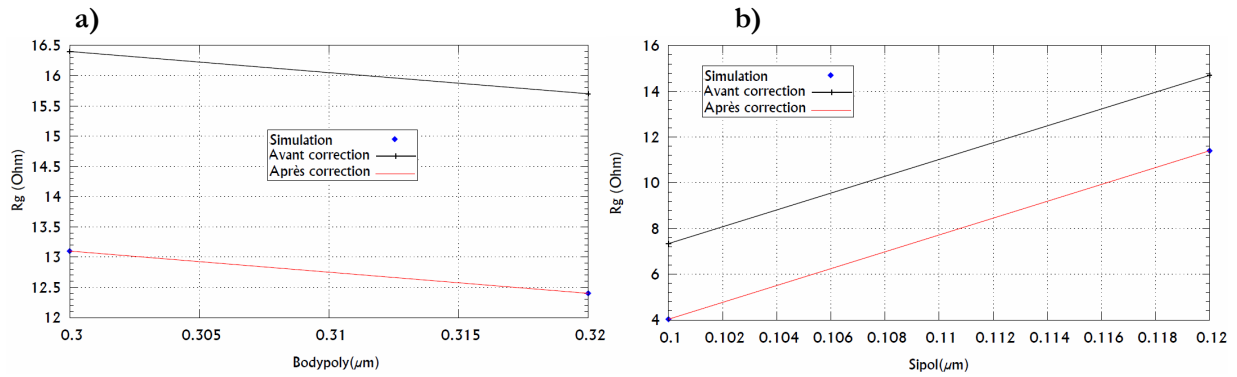 a)
16.5
16
15.5
15
14.5
14
13.5
13
12.5
12
Rg (Ohm)
Simulation
Avant correction
Après correction
0.3 0.305 0.31 0.315 0.32
Bodypoly(µm)
b)
16
14
12
10
8
6
4
Rg (Ohm)
Simulation
Avant correction
Après correction
0.1 0.102 0.104 0.106 0.108 0.11 0.112 0.114 0.116 0.118 0.12
Sipol(µm)